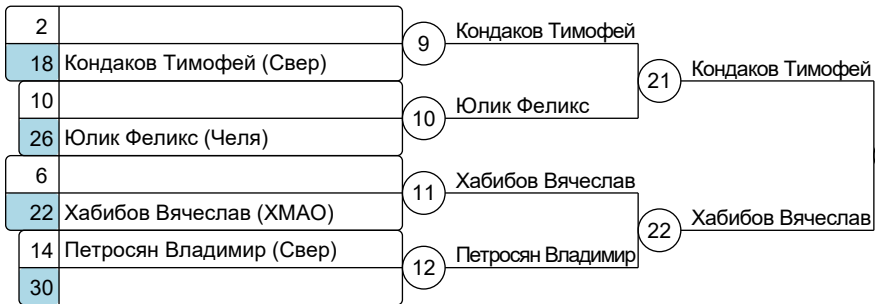 2
18 Кондаков Тимофей (Свер)
10
26 Юлик Феликс (Челя)
6
22 Хабибов Вячеслав (ХМАО)
14 Петросян Владимир (Свер)
30
9 Кондаков Тимофей
10 Юлик Феликс
11 Хабибов Вячеслав
12 Петросян Владимир
21 Кондаков Тимофей
22 Хабибов Вячеслав